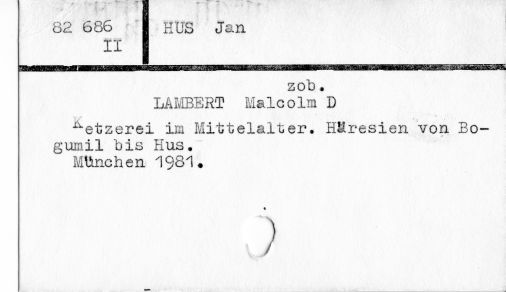 82 686
II
HUS Jan
zob.
LAMBERT Malcolm D
Ketzerei im Mittelalter. Häresien von Bo-
gumil bis Hus.
München 1981.